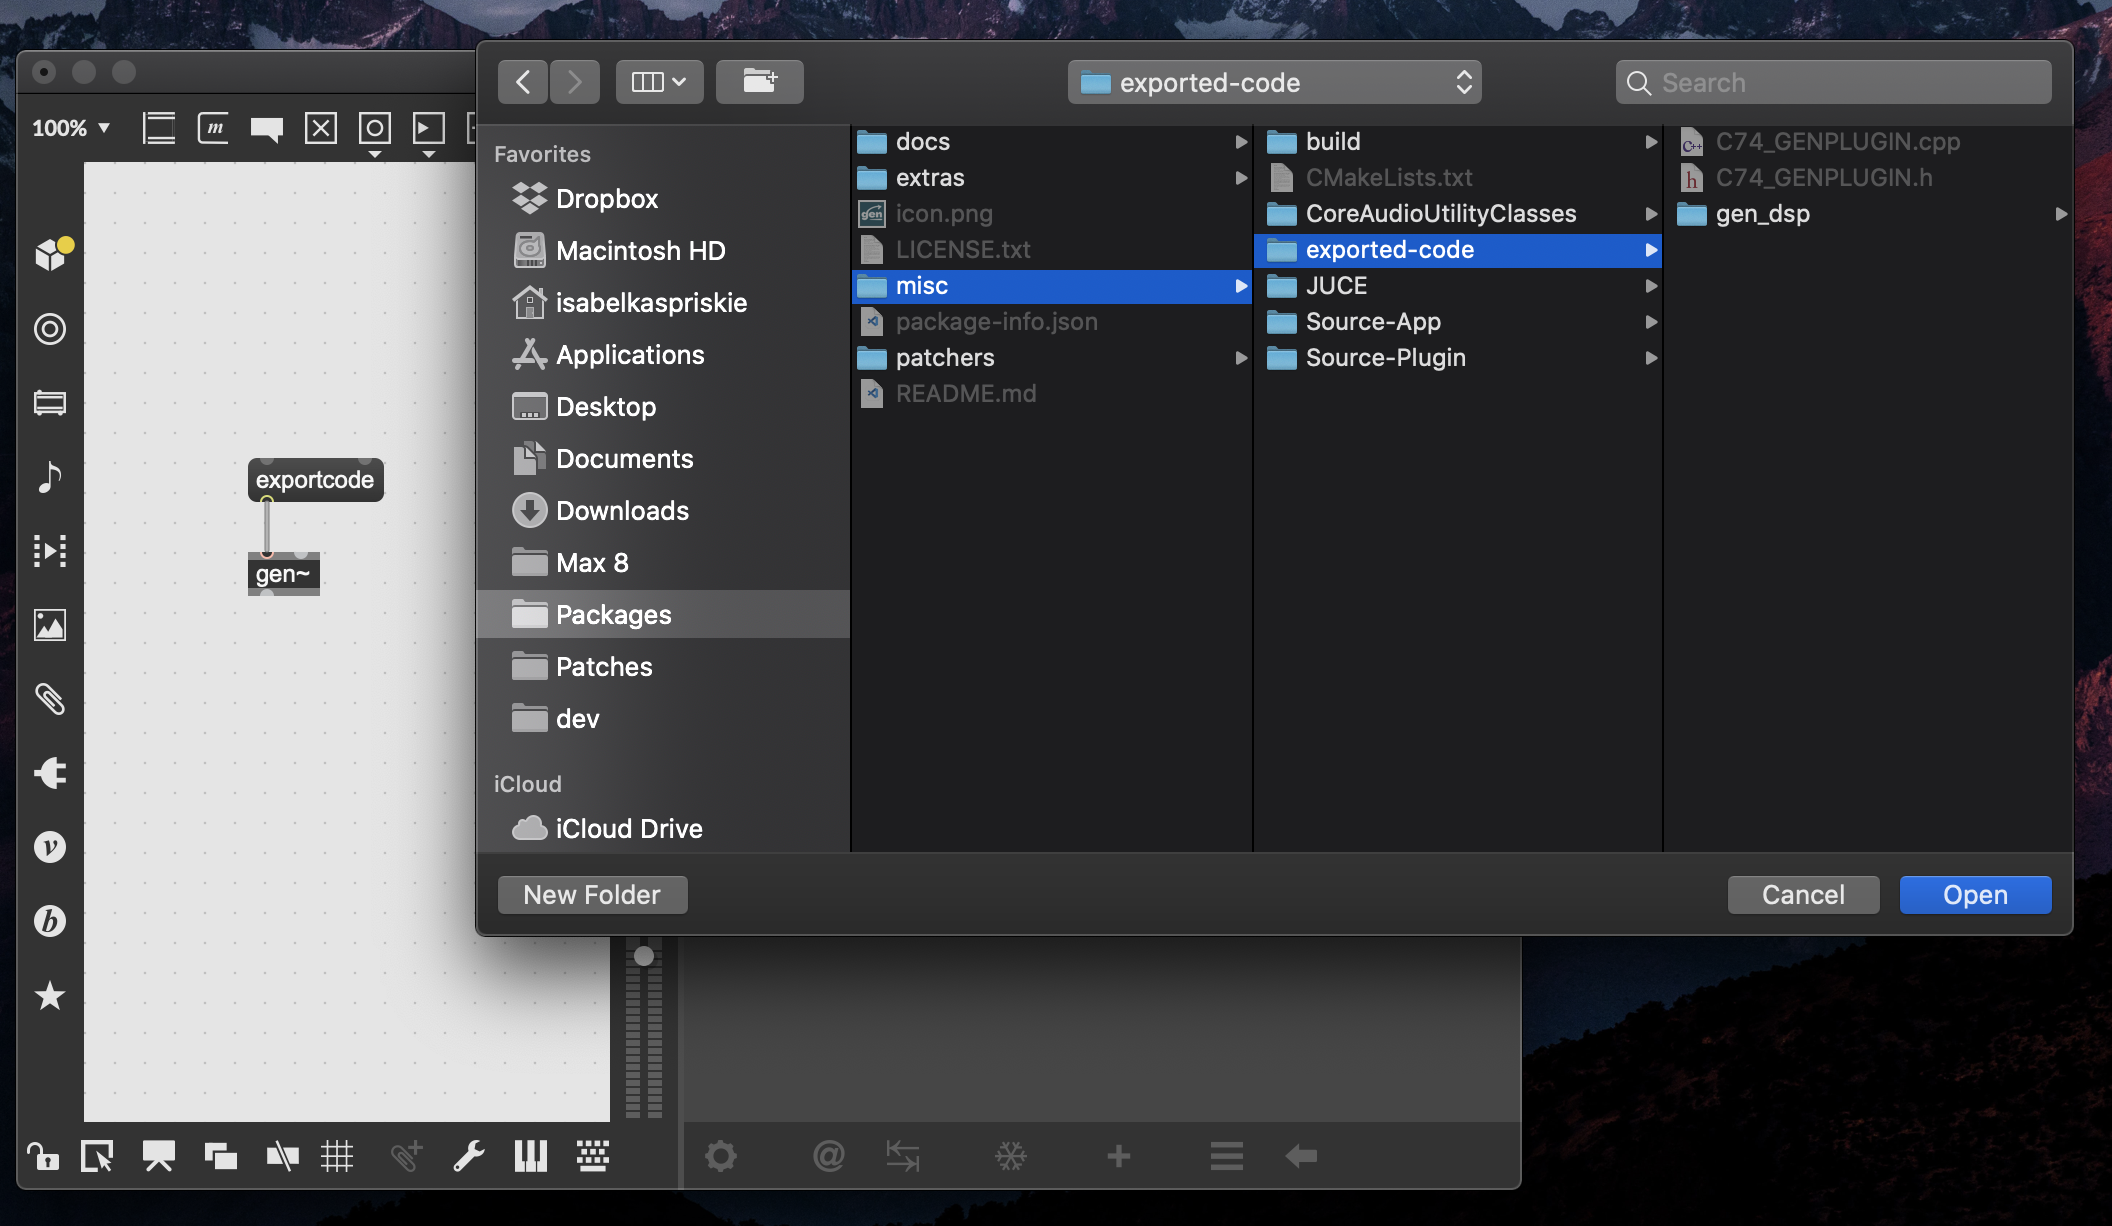 exported-code
Search
100%
m
Favorites
Dropbox
Macintosh HD
isabelkaspriskie
Applications
Desktop
Documents
Downloads
Max 8
Packages
Patches
dev
iCloud
iCloud Drive
docs
extras
gen
icon.png
LICENSE.txt
misc
package-info.json
patchers
README.md
build
CMakeLists.txt
CoreAudioUtilityClasses
exported-code
JUCE
Source-App
Source-Plugin
C++
C74_GENPLUGIN.cpp
h
C74_GENPLUGIN.h
gen_dsp
exportcode
gen~
v
b
New Folder
Cancel
Open
@